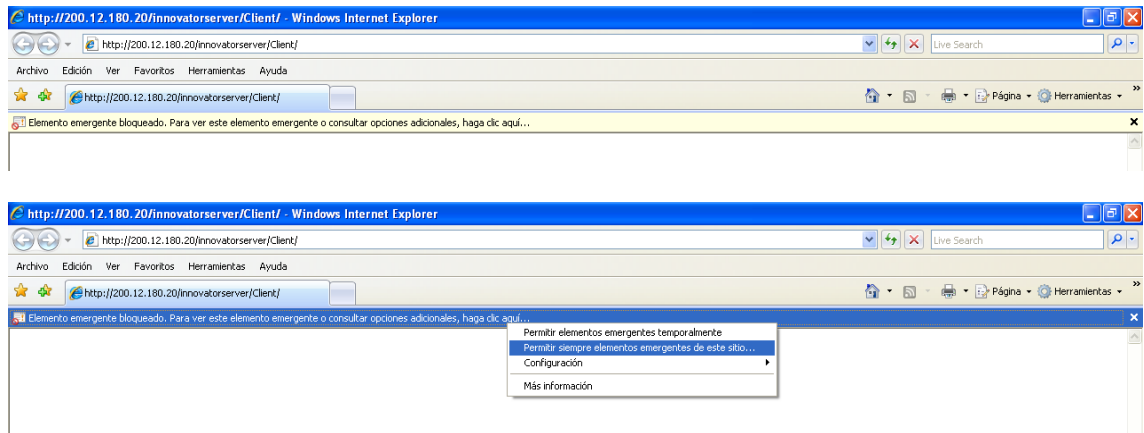 http://200.12.180.20/innovatorserver/Client/ - Windows Internet Explorer
http://200.12.180.20/innovatorserver/Client/ Live Search
Archivo Edición Ver Favoritos Herramientas Ayuda
http://200.12.180.20/innovatorserver/Client/ Página Herramientas »
Elemento emergente bloqueado. Para ver este elemento emergente o consultar opciones adicionales, haga clic aquí...
http://200.12.180.20/innovatorserver/Client/ - Windows Internet Explorer
http://200.12.180.20/innovatorserver/Client/ Live Search
Archivo Edición Ver Favoritos Herramientas Ayuda
http://200.12.180.20/innovatorserver/Client/ Página Herramientas »
Elemento emergente bloqueado. Para ver este elemento emergente o consultar opciones adicionales, haga clic aquí...
Permitir elementos emergentes temporalmente
Permitir siempre elementos emergentes de este sitio...
Configuración
Más información